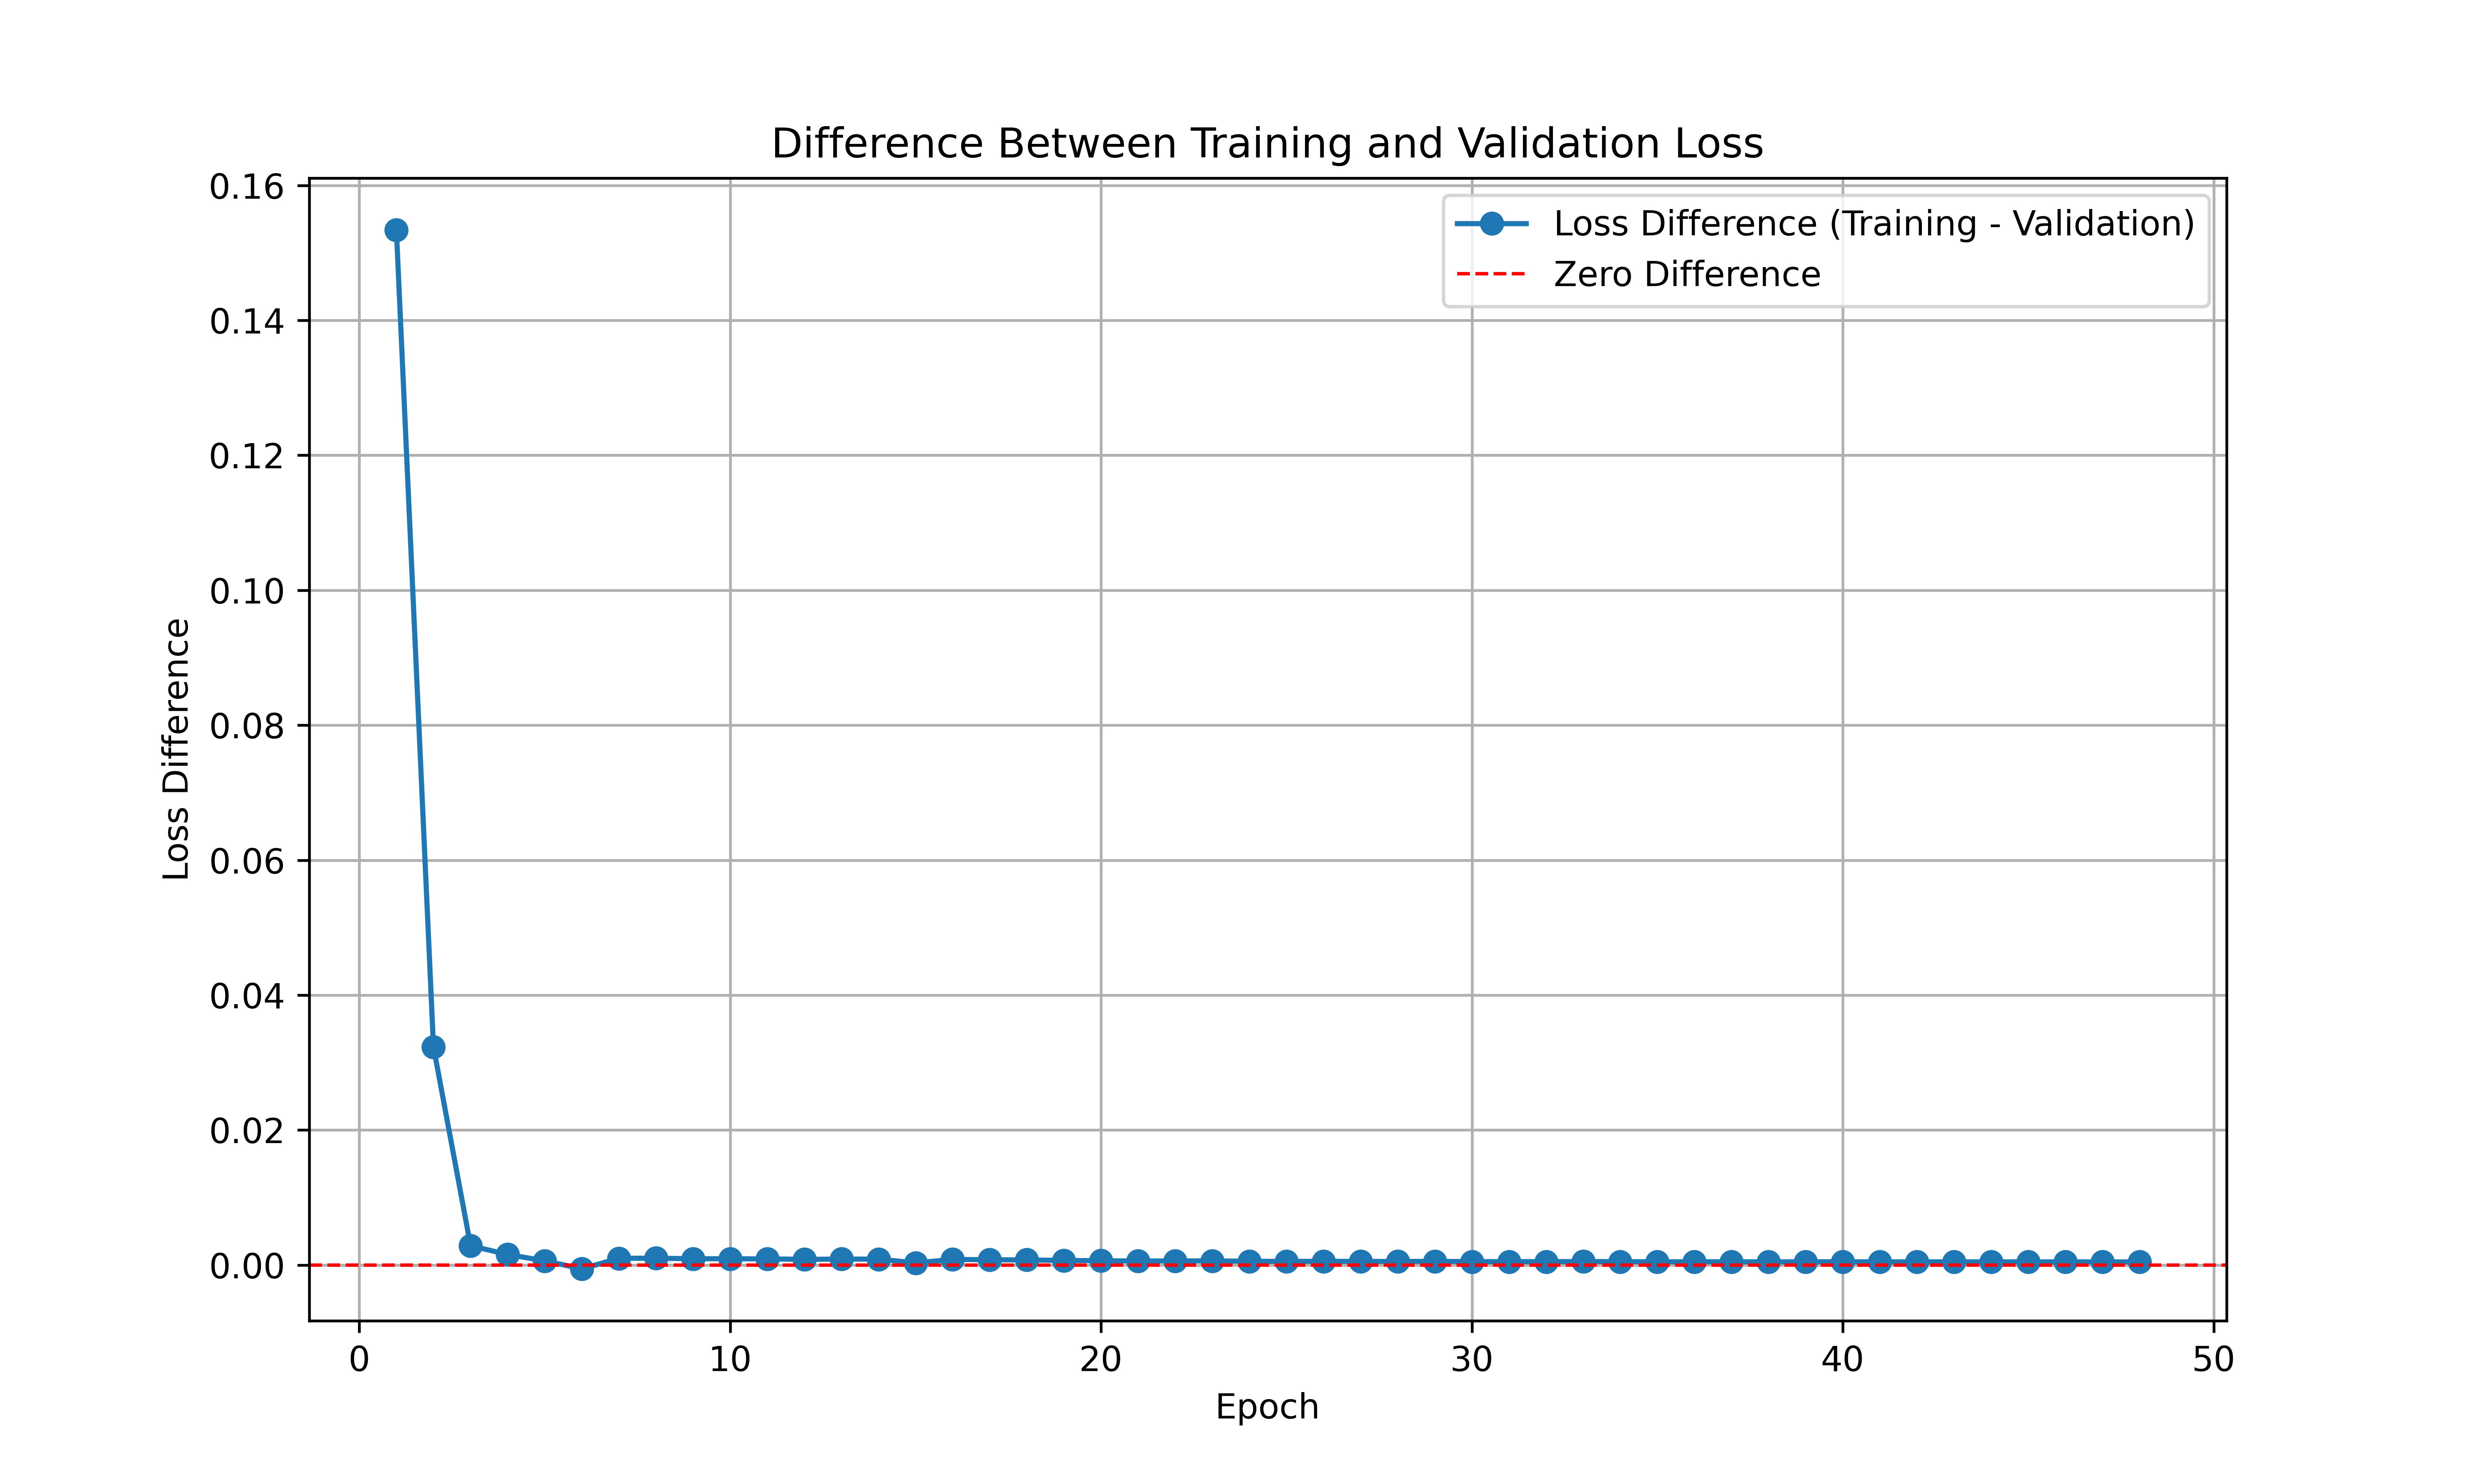 Difference Between Training and Validation Loss
Loss Difference (Training - Validation)
Zero Difference
Loss Difference
0.16
0.14
0.12
0.10
0.08
0.06
0.04
0.02
0.00
0 10 20 30 40 50
Epoch